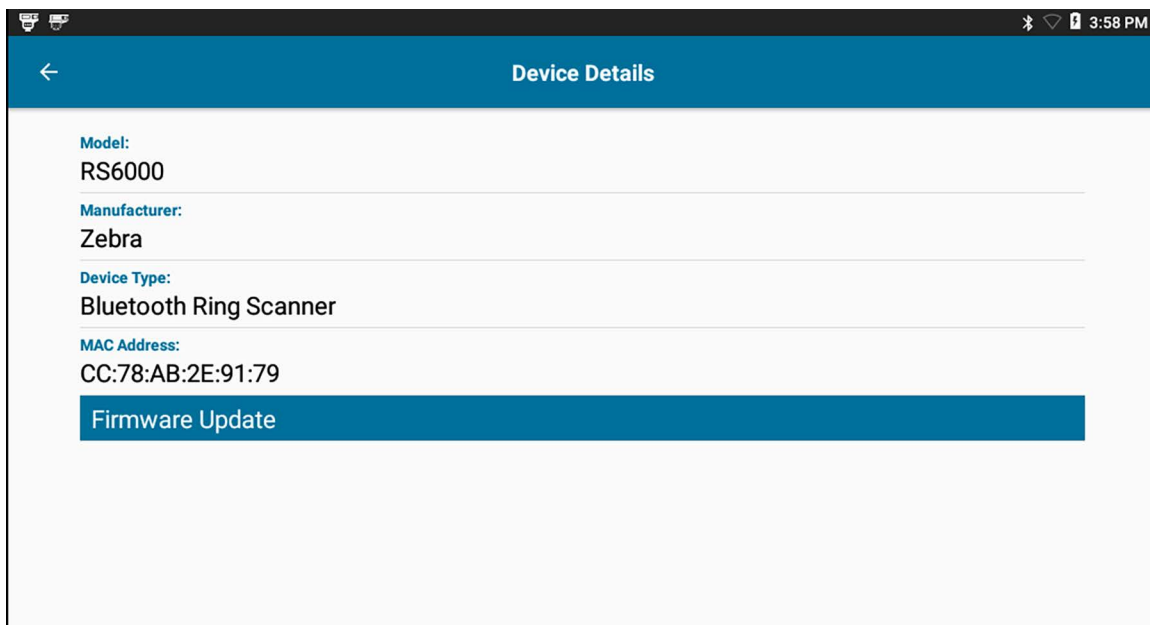 3:58 PM
Device Details
Model:
RS6000
Manufacturer:
Zebra
Device Type:
Bluetooth Ring Scanner
MAC Address:
CC:78:AB:2E:91:79
Firmware Update